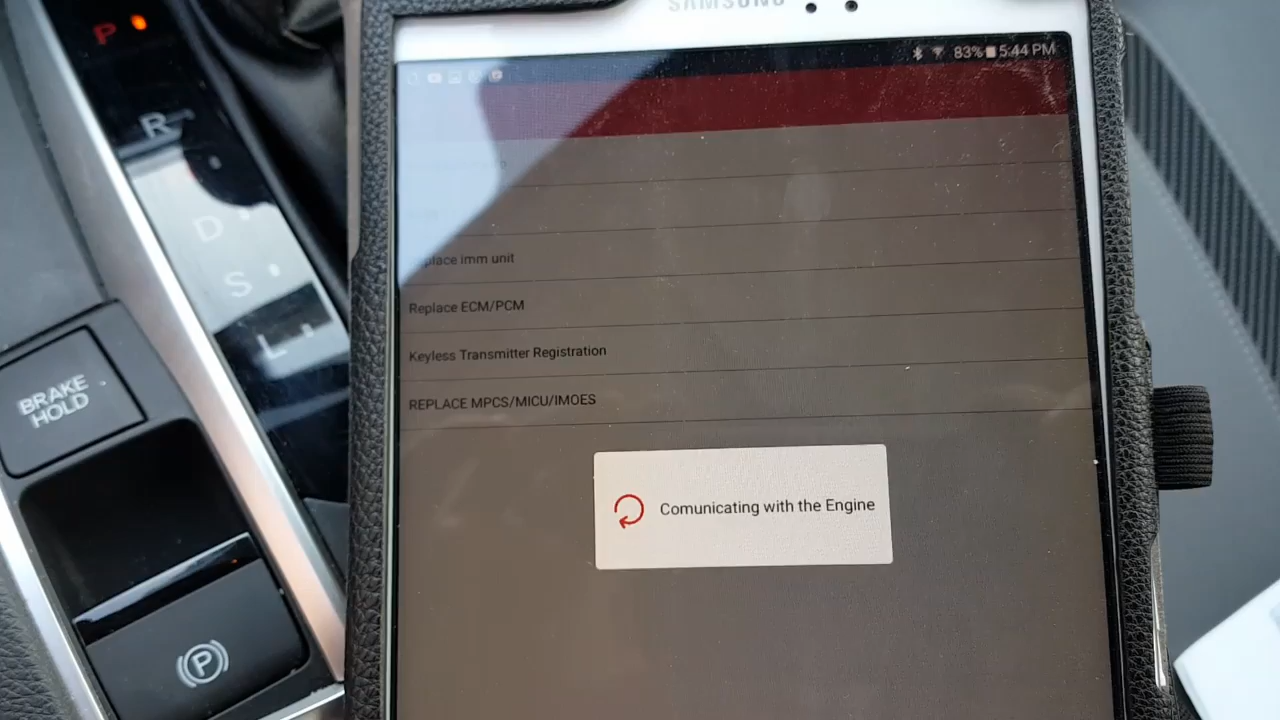 SAMSUNG
83% 5:44 PM
P
R
D
S
L
BRAKE
HOLD
P
imm unit
Replace ECM/PCM
Keyless Transmitter Registration
REPLACE MPCS/MICU/IMOES
Comunicating with the Engine